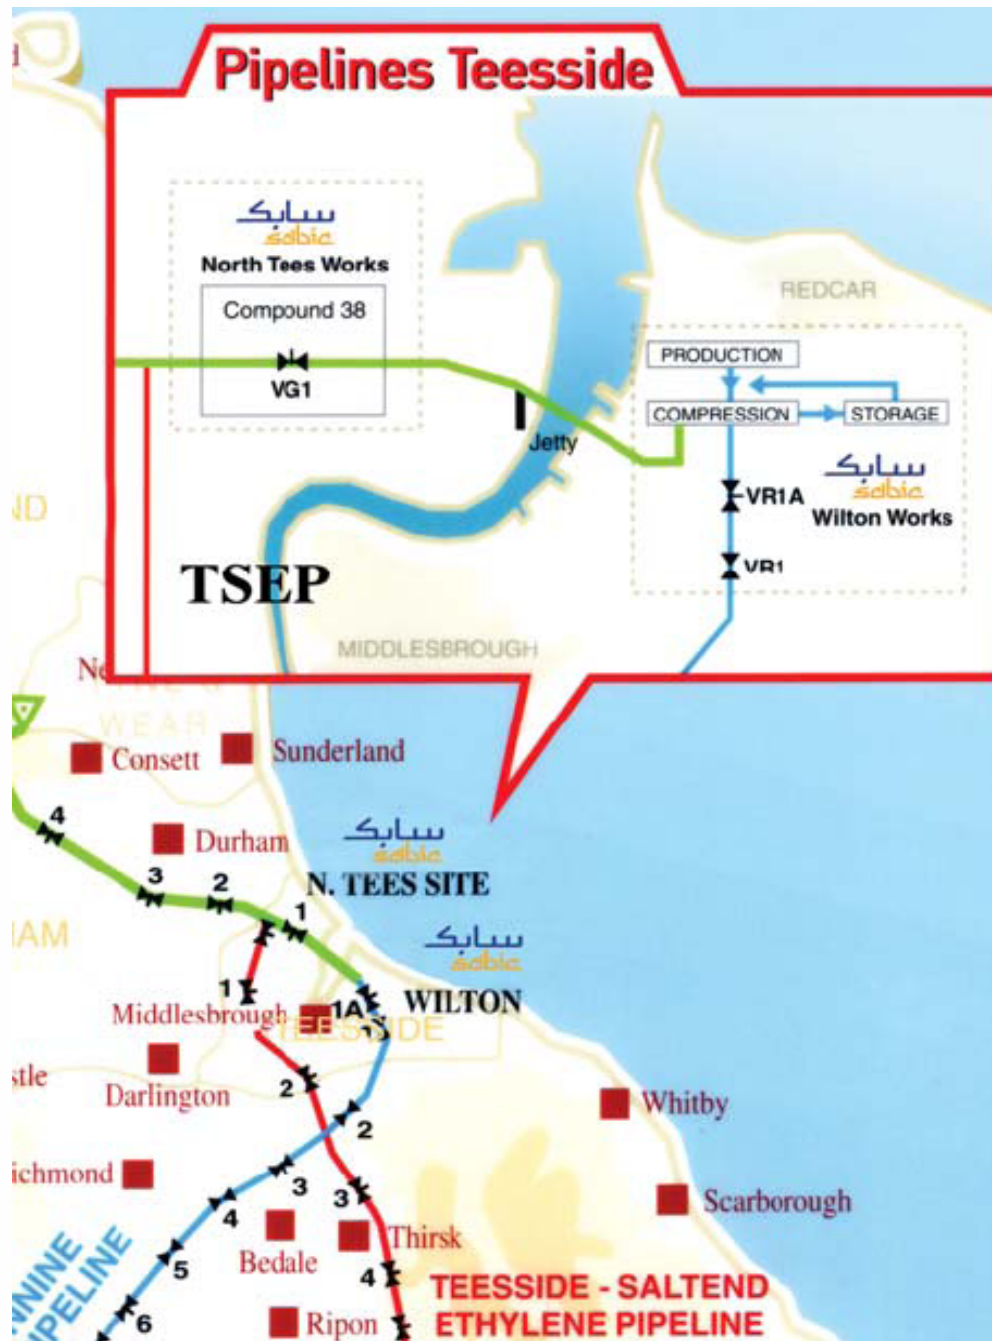 Pipelines Teesside
سابك
sabic
North Tees Works
Compound 38
VG1
REDCAR
PRODUCTION
COMPRESSION
STORAGE
Jetty
VR1A
سابك
sabic
Wilton Works
VR1
TSEP
MIDDLESBROUGH
Ne
WEAR
Consett
Sunderland
4
Durham
سابك
sabic
3
2
N. TEES SITE
1
سابك
sabic
WILTON
1
Middlesbrough
1A
TEESSIDE
2
Darlington
2
Whitby
3
3
Scarborough
4
Bedale
Thirsk
5
4
TEESSIDE - SALTEND
ETHYLENE PIPELINE
6
Ripon